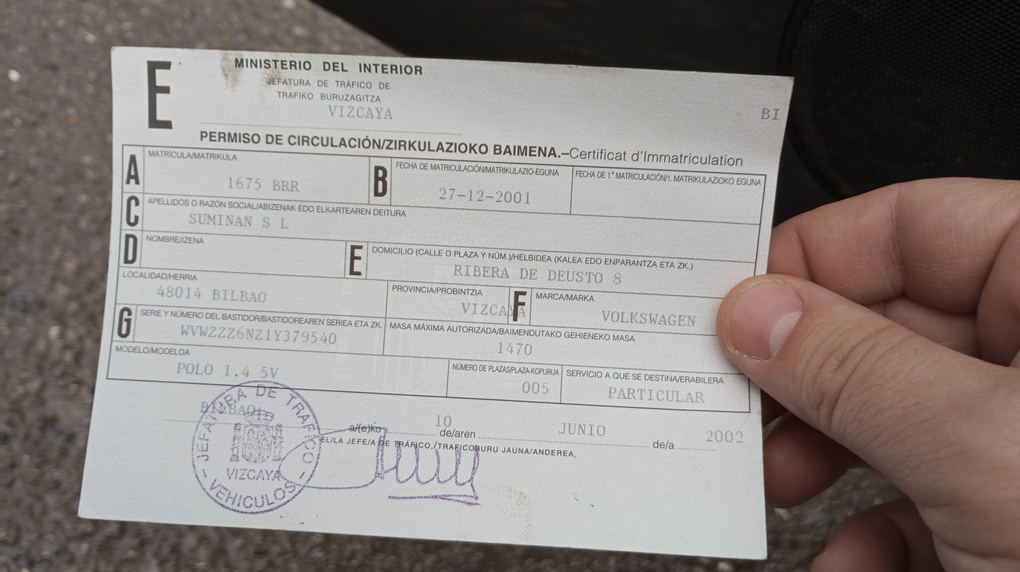 E
MINISTERIO DEL INTERIOR
JEFATURA DE TRÁFICO DE
TRAFIKO BURUZAGITZA
VIZCAYA
BI
PERMISO DE CIRCULACIÓN/ZIRKULAZIOKO BAIMENA.–Certificat d'Immatriculation
A MATRÍCULA/MATRIKULA
1675 BRR
B FECHA DE MATRICULACIÓN/MATRIKULAZIO-EGUNA
27-12-2001
FECHA DE 1.ª MATRICULACIÓN/1. MATRIKULAZIOKO EGUNA
C APELLIDOS O RAZÓN SOCIAL/ABIZENAK EDO ELKARTEAREN DEITURA
SUMINAN S L
D NOMBRE/IZENA
E DOMICILIO (CALLE O PLAZA Y NÚM.)/HELBIDEA (KALEA EDO ENPARANTZA ETA ZK.)
RIBERA DE DEUSTO 8
LOCALIDAD/HERRIA
48014 BILBAO
PROVINCIA/PROBINTZIA
VIZCAYA
F MARCA/MARKA
VOLKSWAGEN
G SERIE Y NÚMERO DEL BASTIDOR/BASTIDOREAREN SERIEA ETA ZK.
WVWZZZ6NZ1Y379540
MASA MÁXIMA AUTORIZADA/BAIMENDUTAKO GEHIENEKO MASA
1470
MODELO/MODELOA
POLO 1.4 5V
NÚMERO DE PLAZAS/PLAZA-KOPURUA
005
SERVICIO A QUE SE DESTINA/ERABILERA
PARTICULAR
BILBAO a/(e)ko 10 de/aren JUNIO de/a 2002
EL/LA JEFE/A DE TRÁFICO,/TRAFICOBURU JAUNA/ANDEREA,
JEFATURA DE TRAFICO
VIZCAYA
VEHICULOS